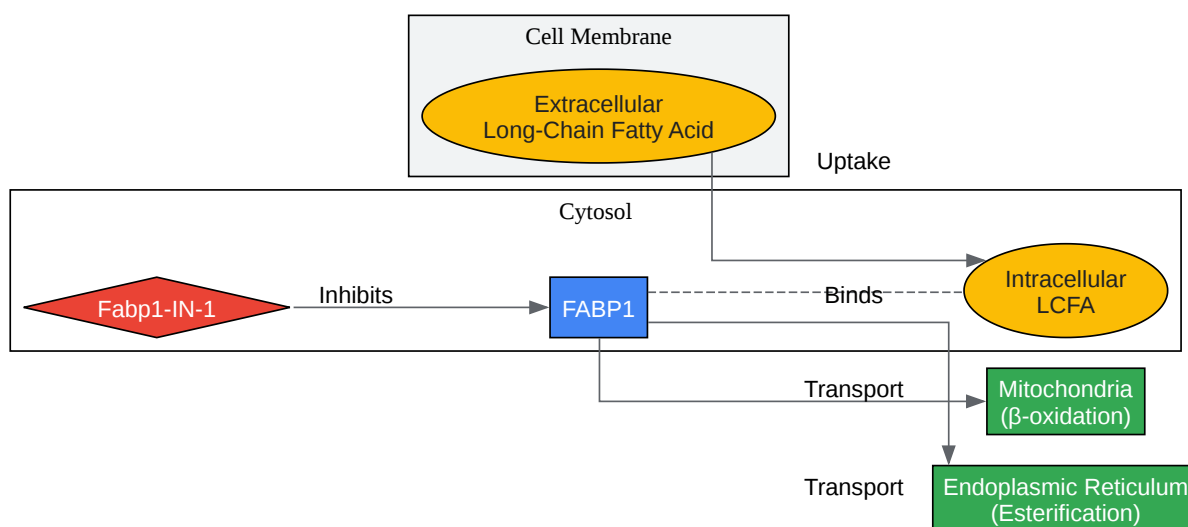 Cell Membrane
Extracellular
Long-Chain Fatty Acid
Uptake
Cytosol
Fabp1-IN-1
Inhibits
FABP1
Binds
Intracellular
LCFA
Transport
Mitochondria
(β-oxidation)
Transport
Endoplasmic Reticulum
(Esterification)